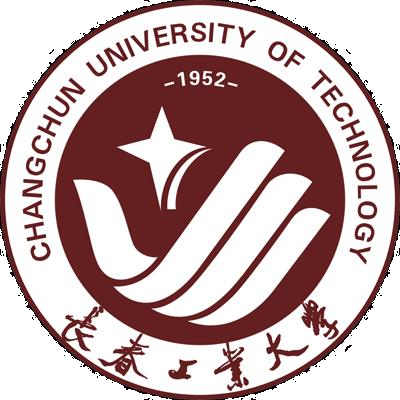 CHANGCHUN UNIVERSITY OF TECHNOLOGY
-1952-
长春工业大学